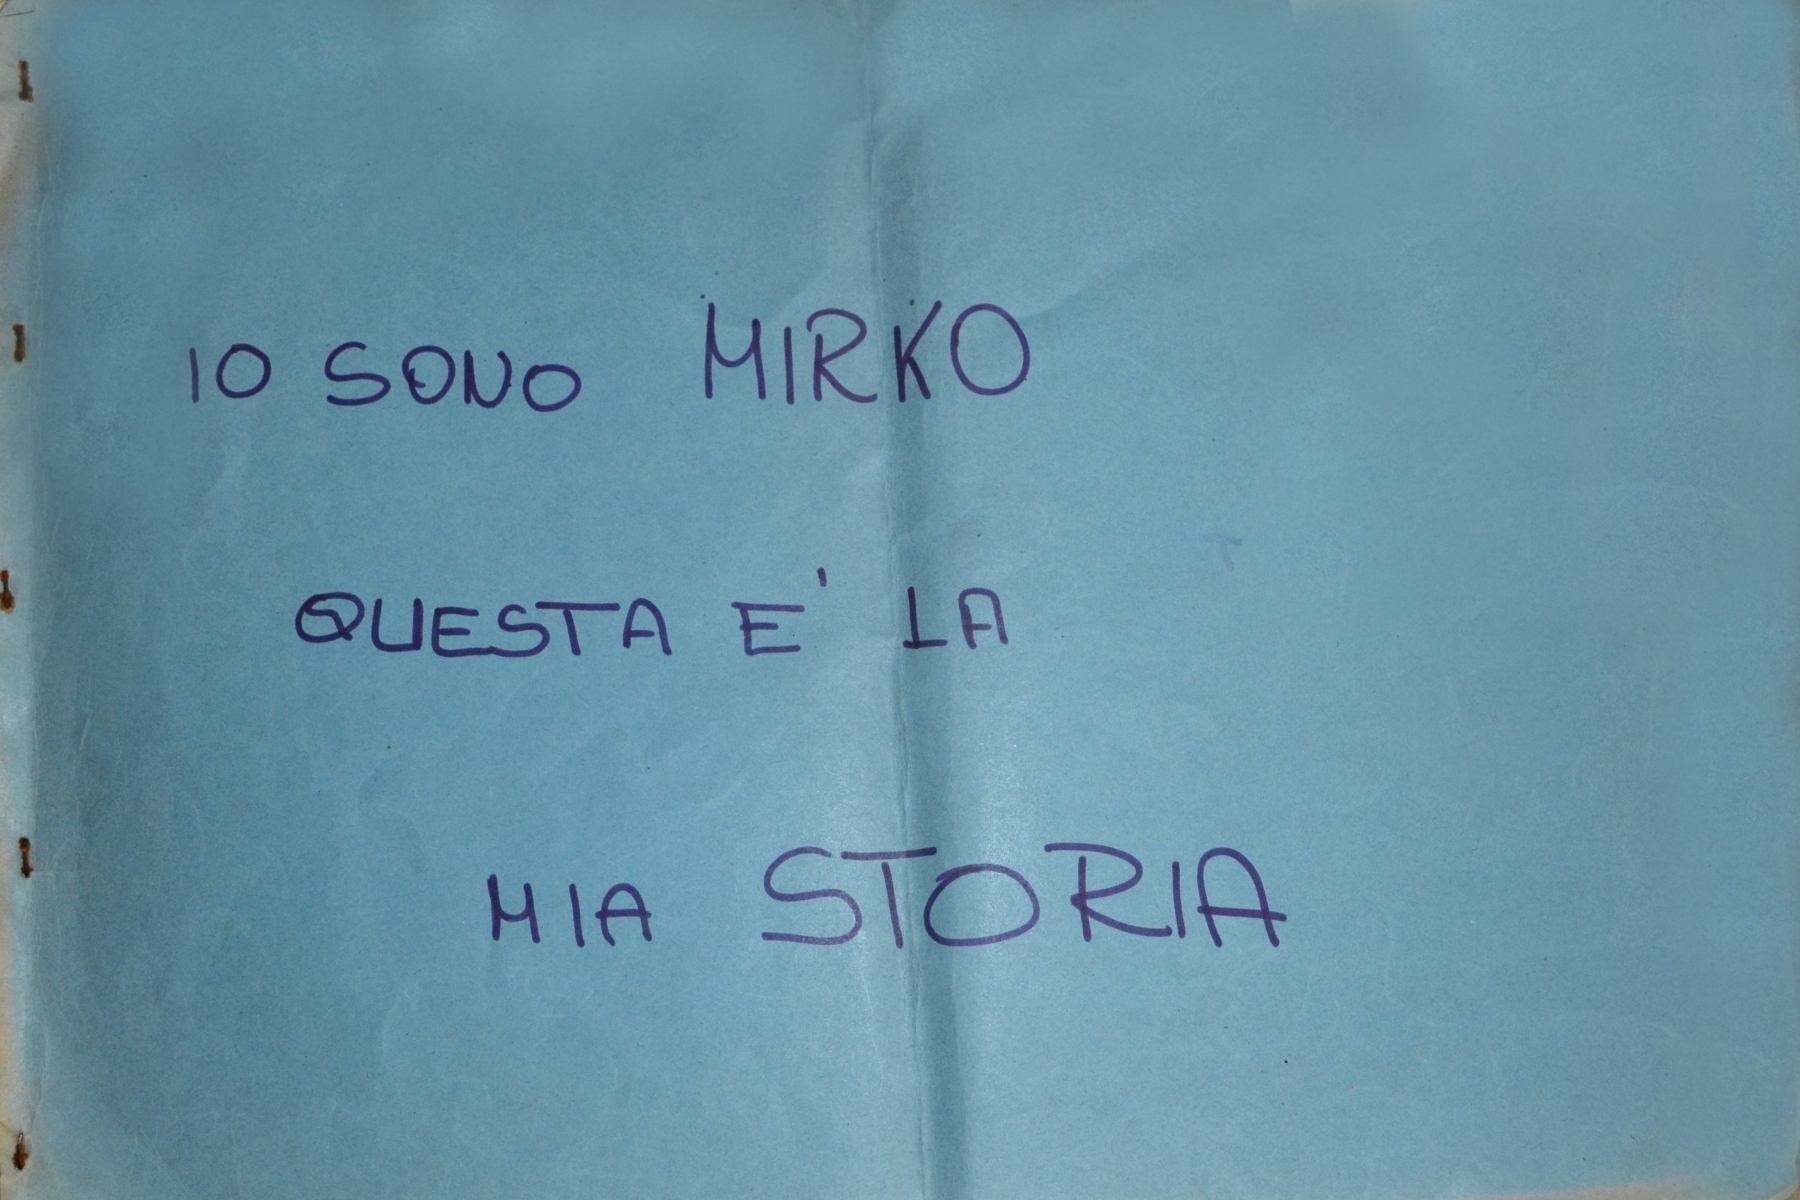 IO SONO MIRKO
QUESTA E' LA
MIA STORIA